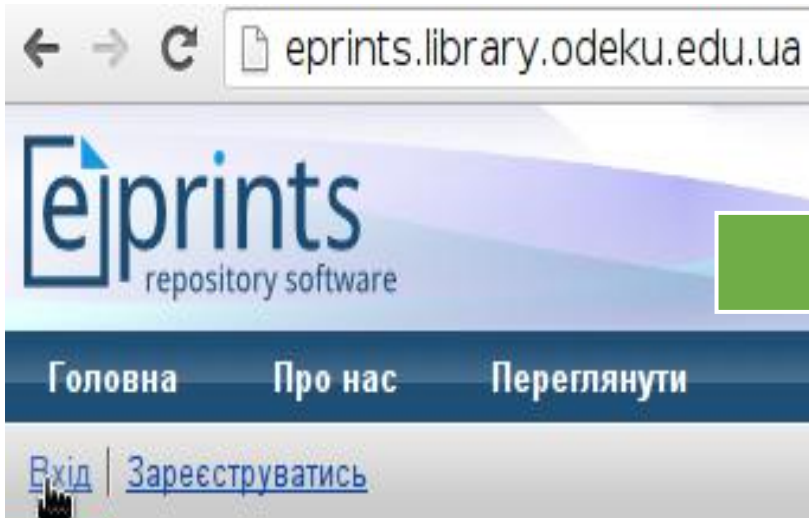 eprints.library.odeku.edu.ua
eprints
repository software
Головна Про нас Переглянути
Вхід | Зареєструватись